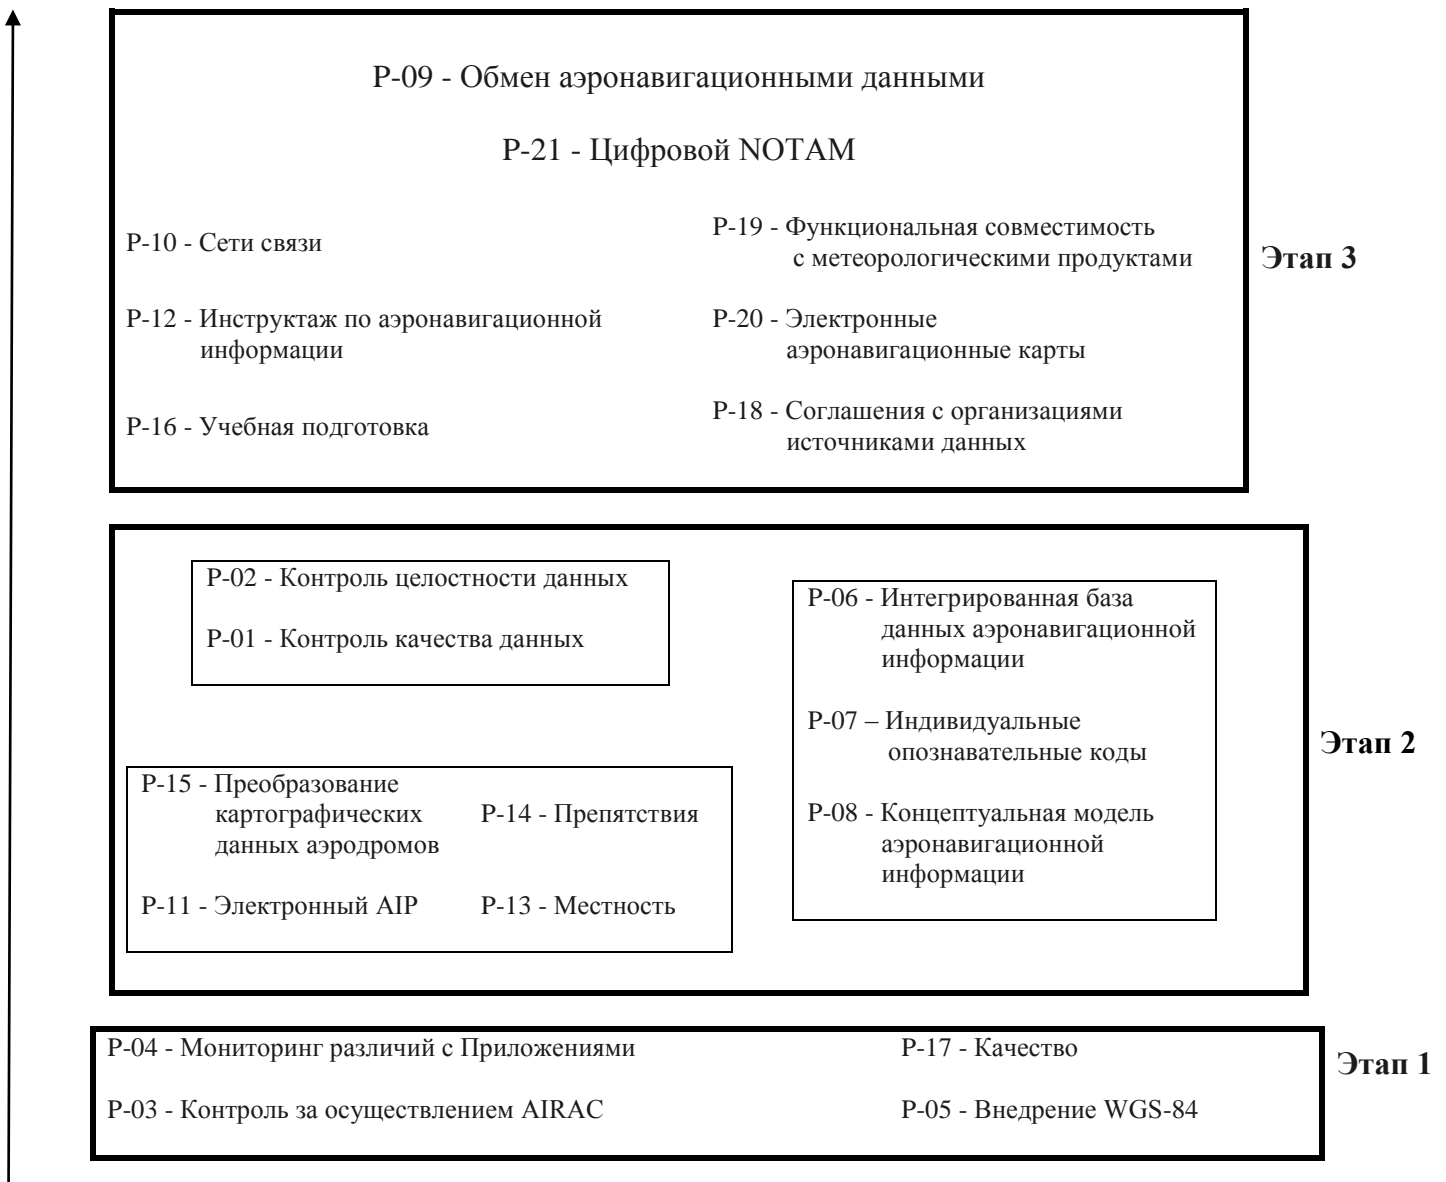 Р-09 - Обмен аэронавигационными данными
Р-21 - Цифровой NOTAM
Р-10 - Сети связи
Р-12 - Инструктаж по аэронавигационной
информации
Р-16 - Учебная подготовка
Р-19 - Функциональная совместимость
с метеорологическими продуктами
Р-20 - Электронные
аэронавигационные карты
Р-18 - Соглашения с организациями
источниками данных
Этап 3
Р-02 - Контроль целостности данных
Р-01 - Контроль качества данных
Р-15 - Преобразование
картографических
данных аэродромов
Р-14 - Препятствия
Р-11 - Электронный AIP
Р-13 - Местность
Р-06 - Интегрированная база
данных аэронавигационной
информации
Р-07 – Индивидуальные
опознавательные коды
Р-08 - Концептуальная модель
аэронавигационной
информации
Этап 2
Р-04 - Мониторинг различий с Приложениями
Р-17 - Качество
Р-03 - Контроль за осуществлением AIRAC
Р-05 - Внедрение WGS-84
Этап 1